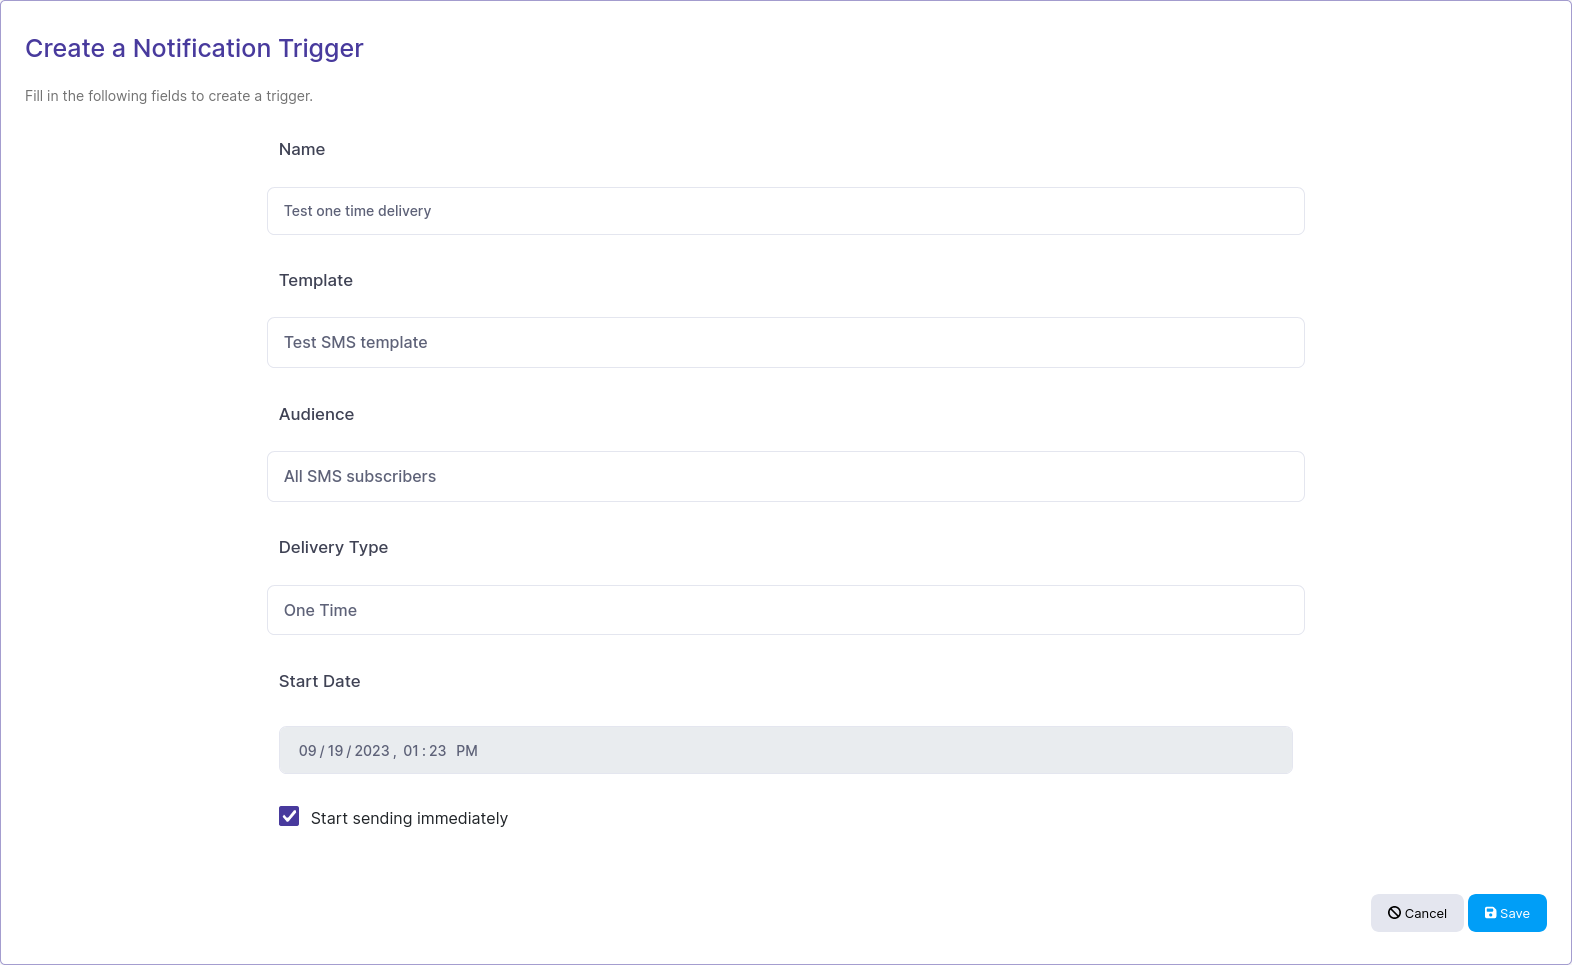 Create a Notification Trigger
Fill in the following fields to create a trigger.
Name
Test one time delivery
Template
Test SMS template
Audience
All SMS subscribers
Delivery Type
One Time
Start Date
09/19/2023, 01:23 PM
Start sending immediately
Cancel Save